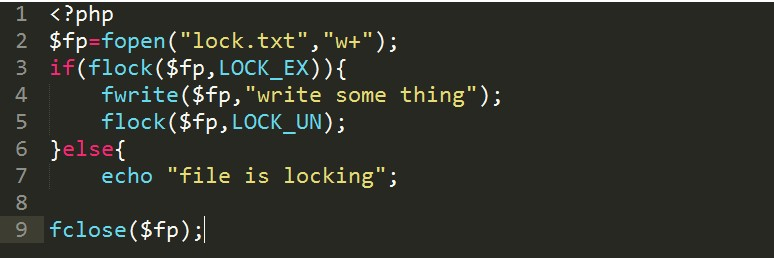 1 <?php
2 $fp=fopen("lock.txt","w+");
3 if(flock($fp,LOCK_EX)){
4     fwrite($fp,"write some thing");
5     flock($fp,LOCK_UN);
6 }else{
7     echo "file is locking";
8
9 fclose($fp);